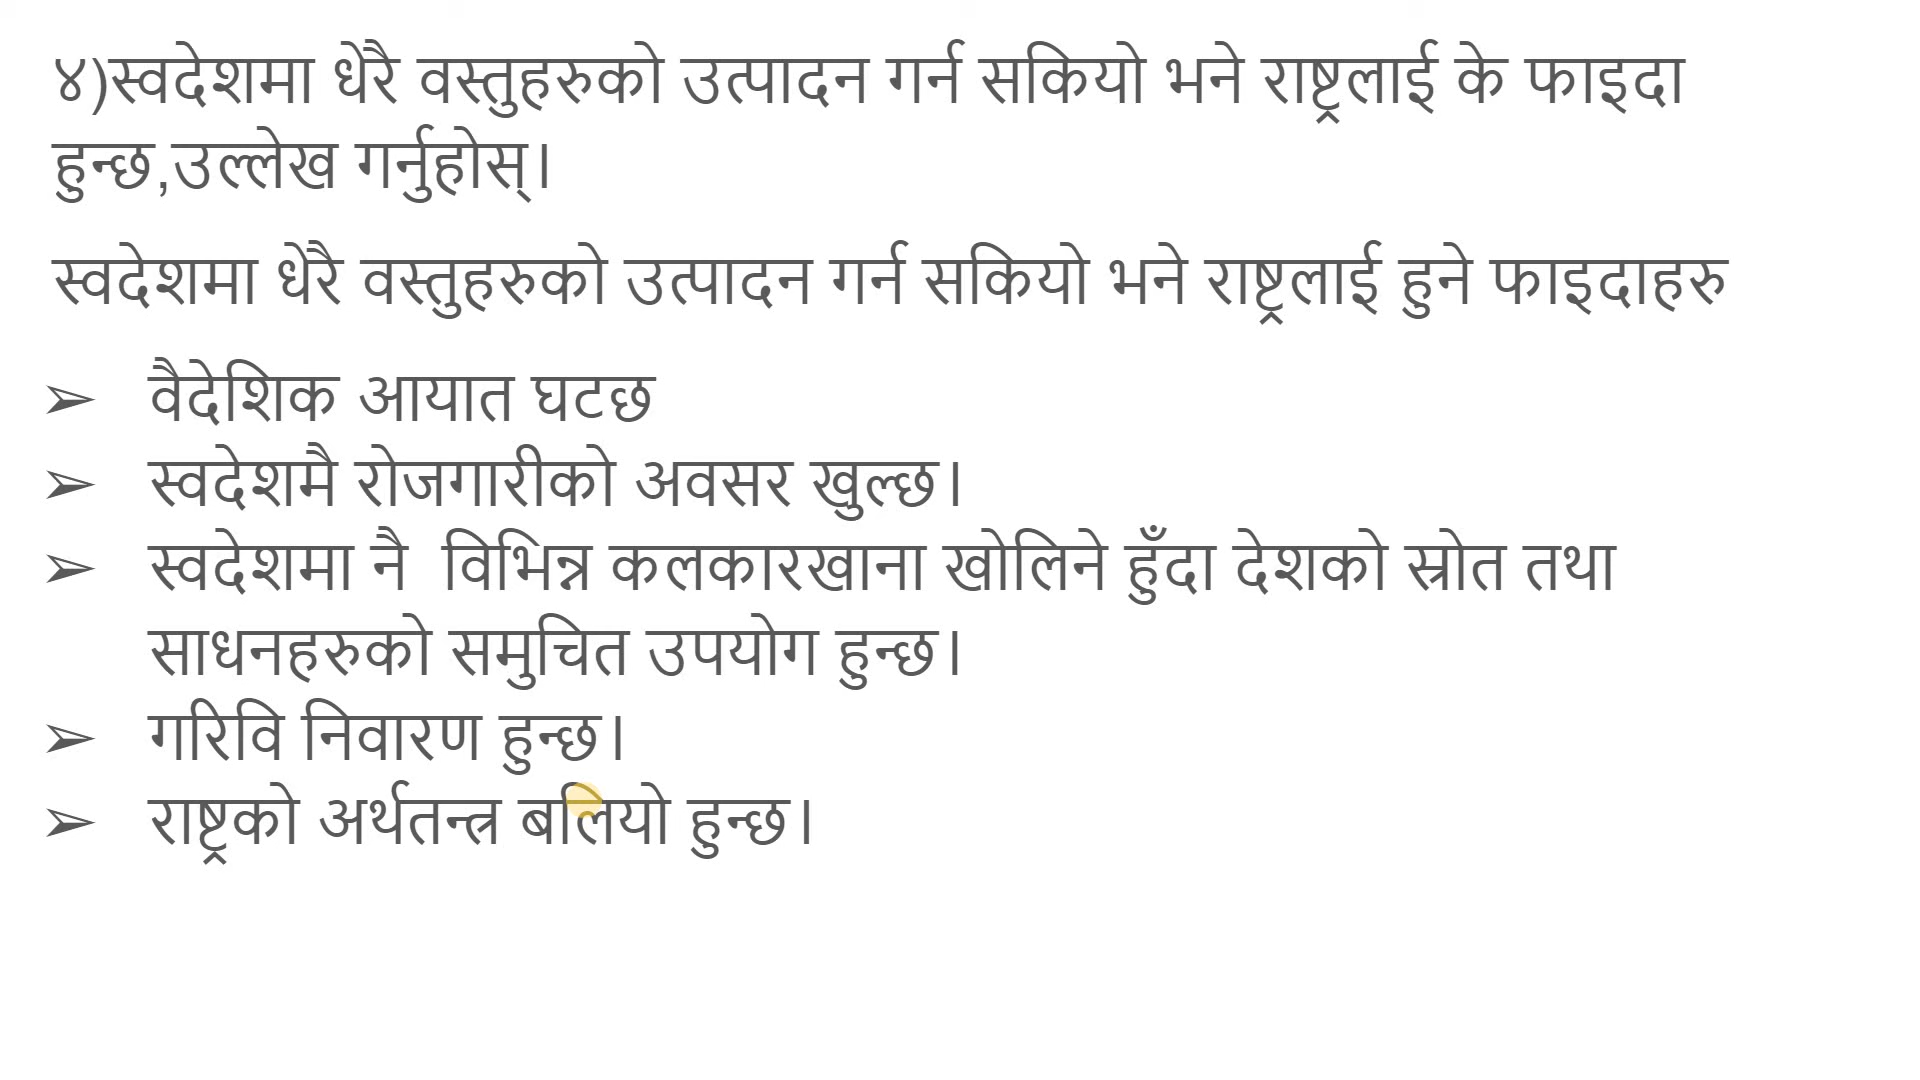 ४)स्वदेशमा धेरै वस्तुहरुको उत्पादन गर्न सकियो भने राष्ट्रलाई के फाइदा
हुन्छ,उल्लेख गर्नुहोस्।
स्वदेशमा धेरै वस्तुहरुको उत्पादन गर्न सकियो भने राष्ट्रलाई हुने फाइदाहरु
➢ वैदेशिक आयात घटछ
➢ स्वदेशमै रोजगारीको अवसर खुल्छ।
➢ स्वदेशमा नै  विभिन्न कलकारखाना खोलिने हुँदा देशको स्रोत तथा
साधनहरुको समुचित उपयोग हुन्छ।
➢ गरिवि निवारण हुन्छ।
➢ राष्ट्रको अर्थतन्त्र बलियो हुन्छ।